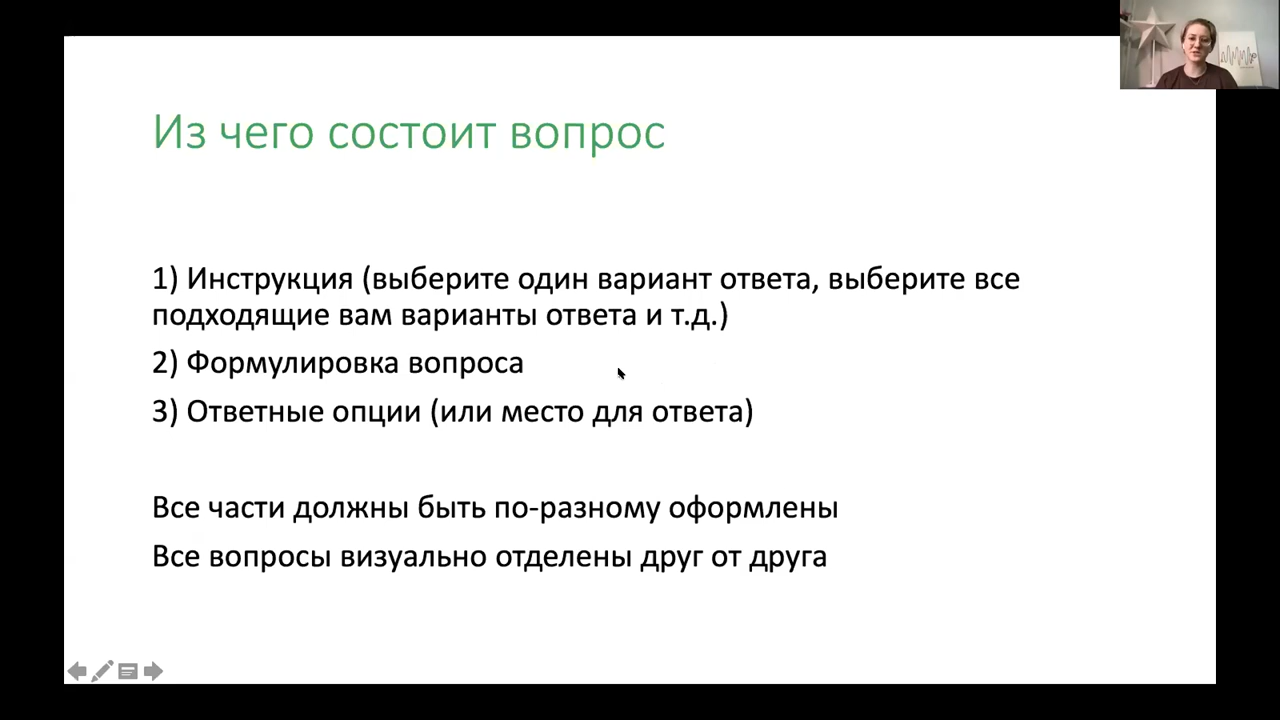 Из чего состоит вопрос
1) Инструкция (выберите один вариант ответа, выберите все
подходящие вам варианты ответа и т.д.)
2) Формулировка вопроса
3) Ответные опции (или место для ответа)
Все части должны быть по-разному оформлены
Все вопросы визуально отделены друг от друга